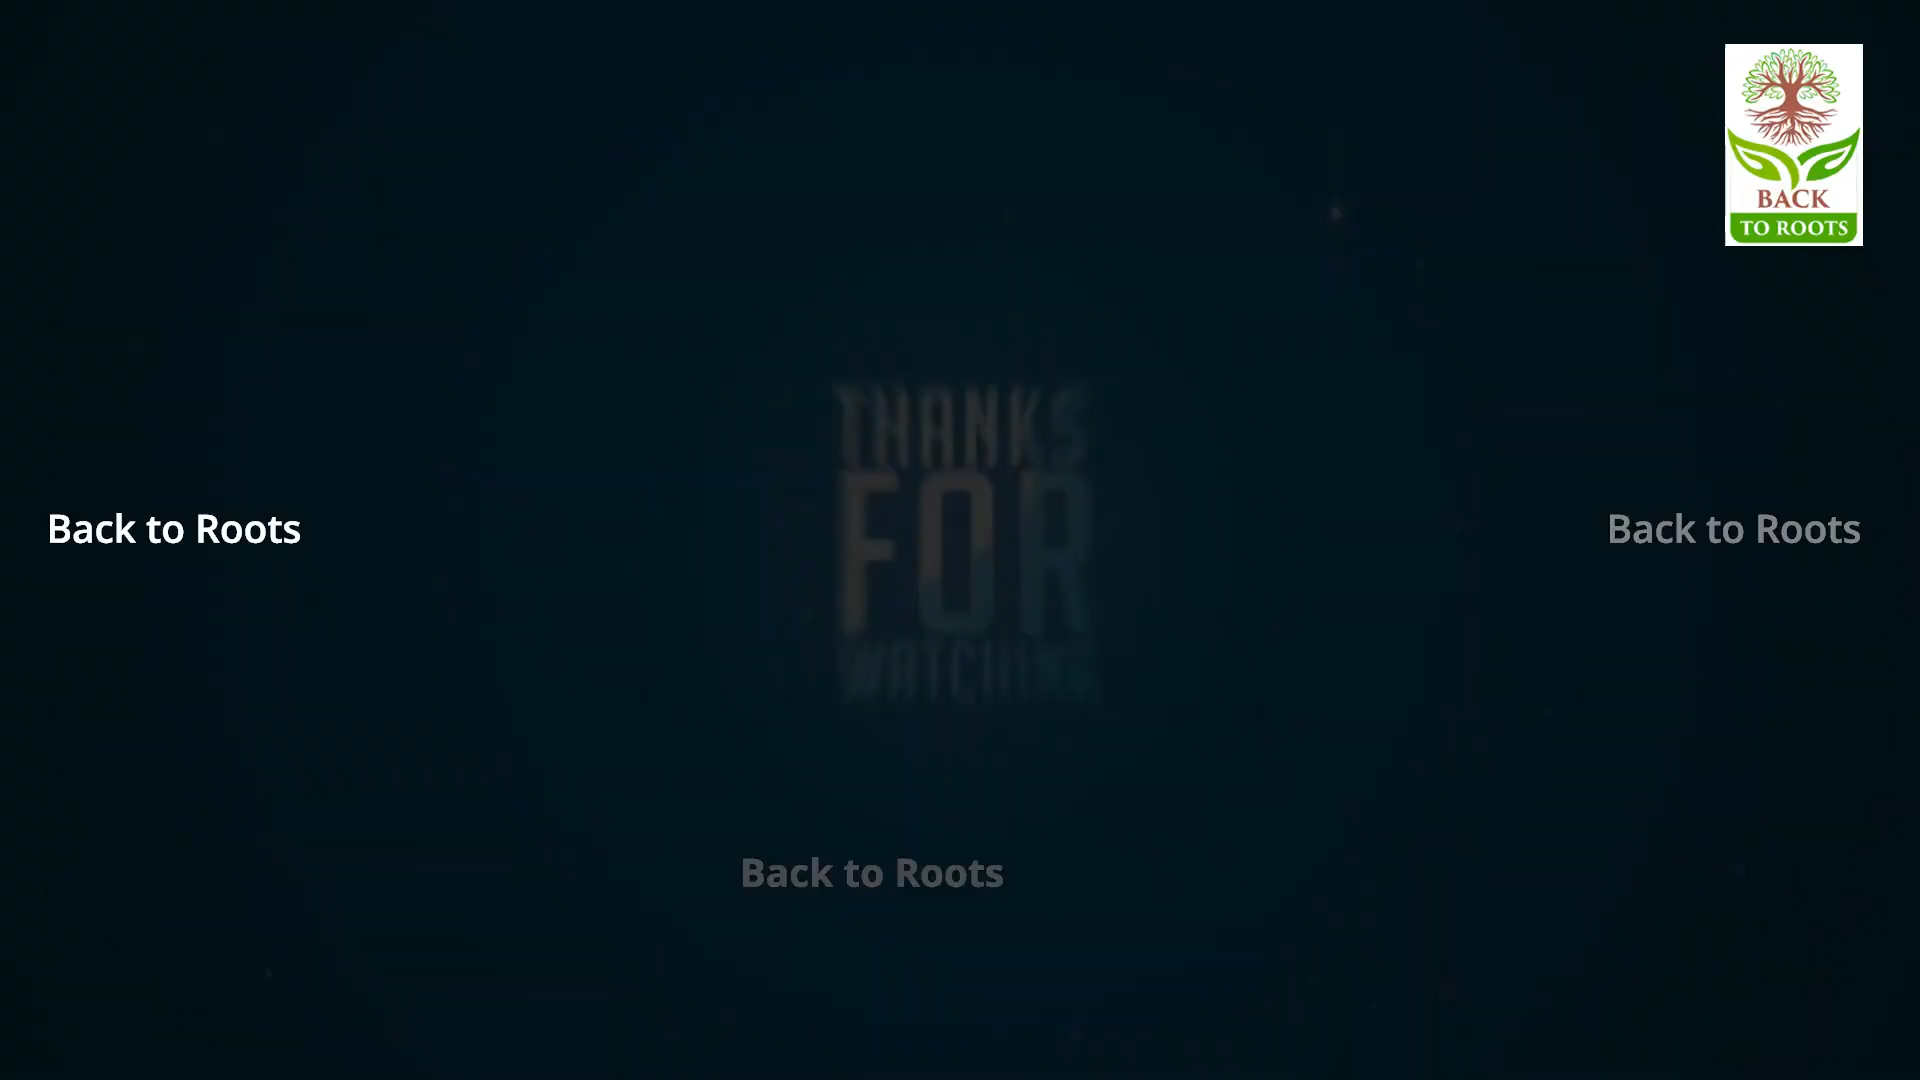 BACK
TO ROOTS
THANKS
FOR
WATCHING
Back to Roots
Back to Roots
Back to Roots